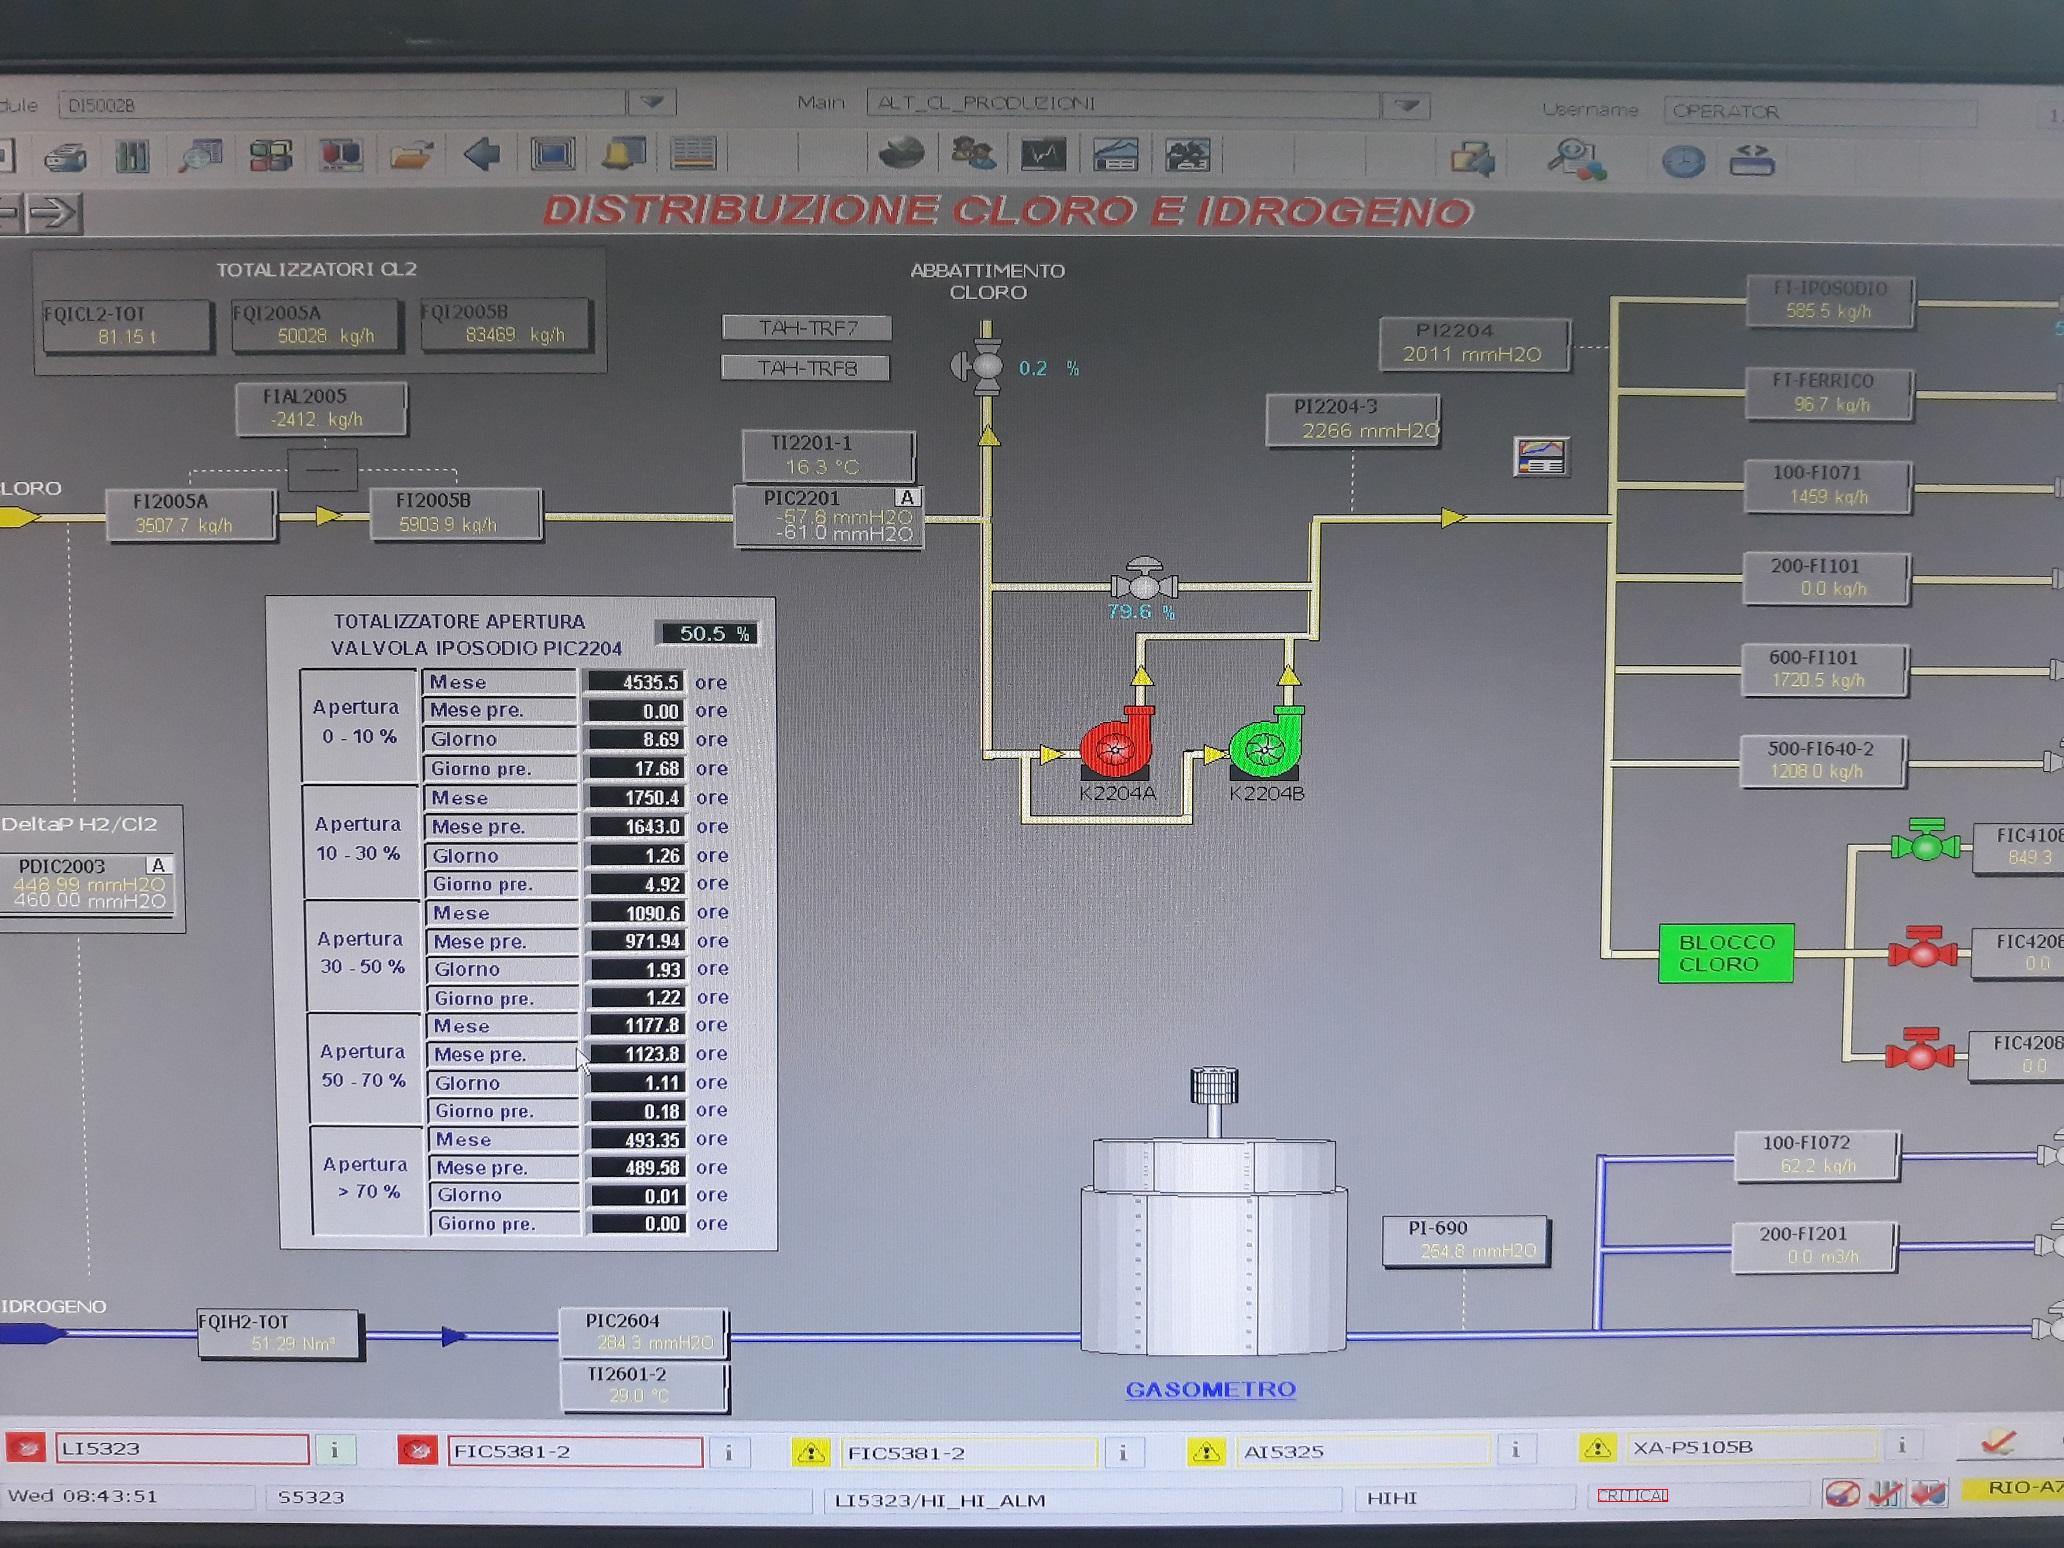 dule DI5002B Main ALT_CL_PRODUZIONI Username OPERATOR
DISTRIBUZIONE CLORO E IDROGENO
TOTALIZZATORI CL2
FQICL2-TOT
81.15 t
FQI2005A
50028 kg/h
FQI2005B
83469 kg/h
FIAL2005
-2412 kg/h
LORO
FI2005A
3507.7 kg/h
FI2005B
5903.9 kg/h
TAH-TRF7
TAH-TRF8
TI2201-1
16.3 °C
PIC2201 A
-57.8 mmH2O
-61.0 mmH2O
ABBATTIMENTO
CLORO
0.2 %
79.6 %
K2204A
K2204B
PI2204-3
2266 mmH2O
PI2204
2011 mmH2O
FT-IPOSODIO
585.5 kg/h
FT-FERRICO
96.7 kg/h
100-FI071
1459 kg/h
200-FI101
0.0 kg/h
600-FI101
1720.5 kg/h
500-FI640-2
1208.0 kg/h
BLOCCO
CLORO
FIC4108
849.3
FIC4208
0.0
FIC4208
0.0
TOTALIZZATORE APERTURA
VALVOLA IPOSODIO PIC2204
50.5 %
Apertura
0 - 10 %
Mese 4535.5 ore
Mese pre. 0.00 ore
Giorno 8.69 ore
Giorno pre. 17.68 ore
Apertura
10 - 30 %
Mese 1750.4 ore
Mese pre. 1643.0 ore
Giorno 1.26 ore
Giorno pre. 4.92 ore
Apertura
30 - 50 %
Mese 1090.6 ore
Mese pre. 971.94 ore
Giorno 1.93 ore
Giorno pre. 1.22 ore
Apertura
50 - 70 %
Mese 1177.8 ore
Mese pre. 1123.8 ore
Giorno 1.11 ore
Giorno pre. 0.18 ore
Apertura
> 70 %
Mese 493.35 ore
Mese pre. 489.58 ore
Giorno 0.01 ore
Giorno pre. 0.00 ore
DeltaP H2/Cl2
PDIC2003 A
448.99 mmH2O
460.00 mmH2O
IDROGENO
FQIH2-TOT
51.29 Nm³
PIC2604
284.3 mmH2O
TI2601-2
29.0 °C
GASOMETRO
PI-690
254.8 mmH2O
100-FI072
62.2 kg/h
200-FI201
0.0 m3/h
LI5323 i FIC5381-2 i FIC5381-2 i AI5325 i XA-P5105B i
Wed 08:43:51 S5323 LI5323/HI_HI_ALM HIHI CRITICAL RIO-A7